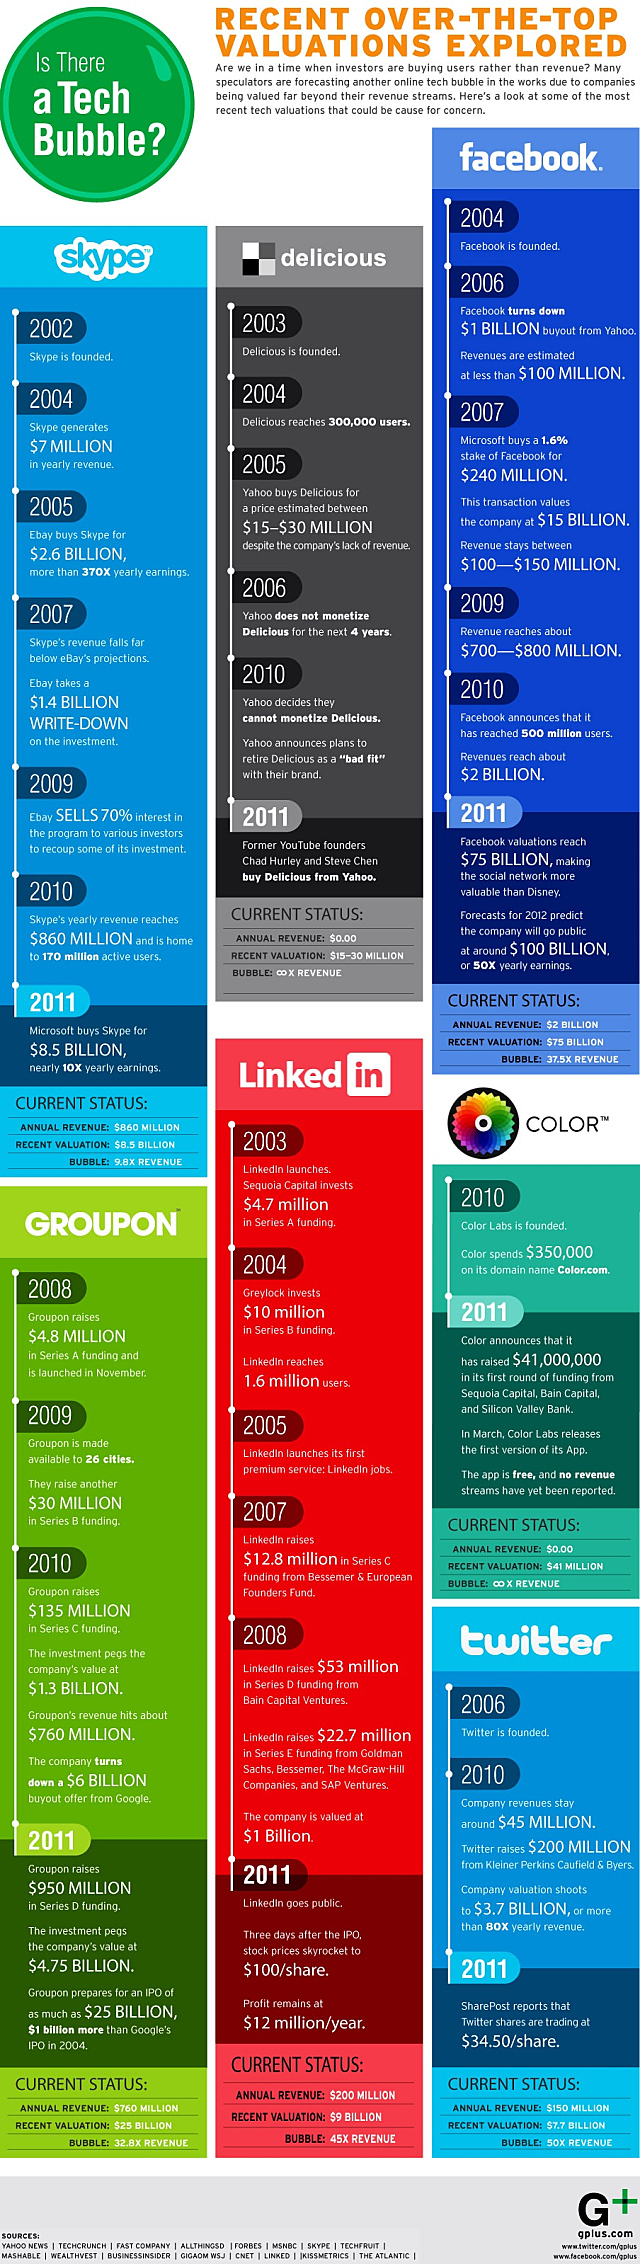 Is There
a Tech
Bubble?
RECENT OVER-THE-TOP
VALUATIONS EXPLORED
Are we in a time when investors are buying users rather than revenue? Many
speculators are forecasting another online tech bubble in the works due to companies
being valued far beyond their revenue streams. Here's a look at some of the most
recent tech valuations that could be cause for concern.
skype™
2002
Skype is founded.
2004
Skype generates
$7 MILLION
in yearly revenue.
2005
Ebay buys Skype for
$2.6 BILLION,
more than 370X yearly earnings.
2007
Skype's revenue falls far
below eBay's projections.
Ebay takes a
$1.4 BILLION
WRITE-DOWN
on the investment.
2009
Ebay SELLS 70% interest in
the program to various investors
to recoup some of its investment.
2010
Skype's yearly revenue reaches
$860 MILLION and is home
to 170 million active users.
2011
Microsoft buys Skype for
$8.5 BILLION,
nearly 10X yearly earnings.
CURRENT STATUS:
ANNUAL REVENUE: $860 MILLION
RECENT VALUATION: $8.5 BILLION
BUBBLE: 9.8X REVENUE
GROUPON™
2008
Groupon raises
$4.8 MILLION
in Series A funding and
is launched in November.
2009
Groupon is made
available to 26 cities.
They raise another
$30 MILLION
in Series B funding.
2010
Groupon raises
$135 MILLION
in Series C funding.
The investment pegs the
company's value at
$1.3 BILLION.
Groupon's revenue hits about
$760 MILLION.
The company turns
down a $6 BILLION
buyout offer from Google.
2011
Groupon raises
$950 MILLION
in Series D funding.
The investment pegs
the company's value at
$4.75 BILLION.
Groupon prepares for an IPO of
as much as $25 BILLION,
$1 billion more than Google's
IPO in 2004.
CURRENT STATUS:
ANNUAL REVENUE: $760 MILLION
RECENT VALUATION: $25 BILLION
BUBBLE: 32.8X REVENUE
delicious
2003
Delicious is founded.
2004
Delicious reaches 300,000 users.
2005
Yahoo buys Delicious for
a price estimated between
$15–$30 MILLION
despite the company's lack of revenue.
2006
Yahoo does not monetize
Delicious for the next 4 years.
2010
Yahoo decides they
cannot monetize Delicious.
Yahoo announces plans to
retire Delicious as a "bad fit"
with their brand.
2011
Former YouTube founders
Chad Hurley and Steve Chen
buy Delicious from Yahoo.
CURRENT STATUS:
ANNUAL REVENUE: $0.00
RECENT VALUATION: $15–30 MILLION
BUBBLE: ∞X REVENUE
Linked in
2003
LinkedIn launches.
Sequoia Capital invests
$4.7 million
in Series A funding.
2004
Greylock invests
$10 million
in Series B funding.
LinkedIn reaches
1.6 million users.
2005
LinkedIn launches its first
premium service: LinkedIn jobs.
2007
LinkedIn raises
$12.8 million in Series C
funding from Bessemer & European
Founders Fund.
2008
LinkedIn raises $53 million
in Series D funding from
Bain Capital Ventures.
LinkedIn raises $22.7 million
in Series E funding from Goldman
Sachs, Bessemer, The McGraw-Hill
Companies, and SAP Ventures.
The company is valued at
$1 Billion.
2011
LinkedIn goes public.
Three days after the IPO,
stock prices skyrocket to
$100/share.
Profit remains at
$12 million/year.
CURRENT STATUS:
ANNUAL REVENUE: $200 MILLION
RECENT VALUATION: $9 BILLION
BUBBLE: 45X REVENUE
facebook.
2004
Facebook is founded.
2006
Facebook turns down
$1 BILLION buyout from Yahoo.
Revenues are estimated
at less than $100 MILLION.
2007
Microsoft buys a 1.6%
stake of Facebook for
$240 MILLION.
This transaction values
the company at $15 BILLION.
Revenue stays between
$100—$150 MILLION.
2009
Revenue reaches about
$700—$800 MILLION.
2010
Facebook announces that it
has reached 500 million users.
Revenues reach about
$2 BILLION.
2011
Facebook valuations reach
$75 BILLION, making
the social network more
valuable than Disney.
Forecasts for 2012 predict
the company will go public
at around $100 BILLION,
or 50X yearly earnings.
CURRENT STATUS:
ANNUAL REVENUE: $2 BILLION
RECENT VALUATION: $75 BILLION
BUBBLE: 37.5X REVENUE
COLOR™
2010
Color Labs is founded.
Color spends $350,000
on its domain name Color.com.
2011
Color announces that it
has raised $41,000,000
in its first round of funding from
Sequoia Capital, Bain Capital,
and Silicon Valley Bank.
In March, Color Labs releases
the first version of its App.
The app is free, and no revenue
streams have yet been reported.
CURRENT STATUS:
ANNUAL REVENUE: $0.00
RECENT VALUATION: $41 MILLION
BUBBLE: ∞X REVENUE
twitter
2006
Twitter is founded.
2010
Company revenues stay
around $45 MILLION.
Twitter raises $200 MILLION
from Kleiner Perkins Caufield & Byers.
Company valuation shoots
to $3.7 BILLION, or more
than 80X yearly revenue.
2011
SharePost reports that
Twitter shares are trading at
$34.50/share.
CURRENT STATUS:
ANNUAL REVENUE: $150 MILLION
RECENT VALUATION: $7.7 BILLION
BUBBLE: 50X REVENUE
SOURCES:
YAHOO NEWS | TECHCRUNCH | FAST COMPANY | ALLTHINGSD | FORBES | MSNBC | SKYPE | TECHFRUIT |
MASHABLE | WEALTHVEST | BUSINESSINSIDER | GIGAOM WSJ | CNET | LINKED | |KISSMETRICS | THE ATLANTIC |
G+
gplus.com
www.twitter.com/gplus
www.facebook.com/gplus